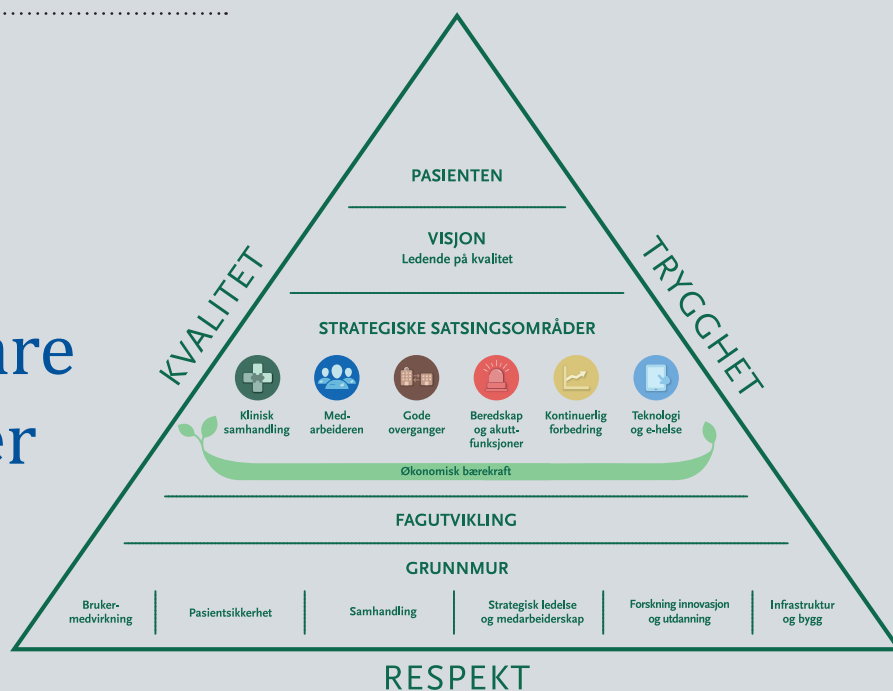 PASIENTEN
VISJON
Ledende på kvalitet
KVALITET
TRYGGHET
STRATEGISKE SATSINGSOMRÅDER
Klinisk
samhandling
Med-
arbeideren
Gode
overganger
Beredskap
og akutt-
funksjoner
Kontinuerlig
forbedring
Teknologi
og e-helse
Økonomisk bærekraft
FAGUTVIKLING
GRUNNMUR
Bruker-
medvirkning
Pasientsikkerhet
Samhandling
Strategisk ledelse
og medarbeiderskap
Forskning innovasjon
og utdanning
Infrastruktur
og bygg
RESPEKT